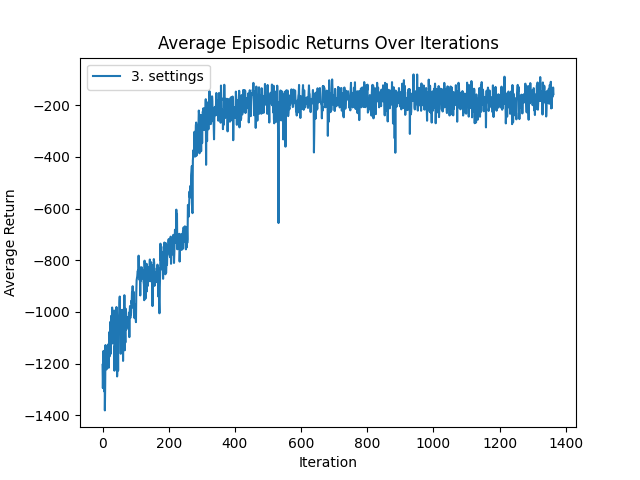 Average Episodic Returns Over Iterations
3. settings
Average Return
−200
−400
−600
−800
−1000
−1200
−1400
0 200 400 600 800 1000 1200 1400
Iteration